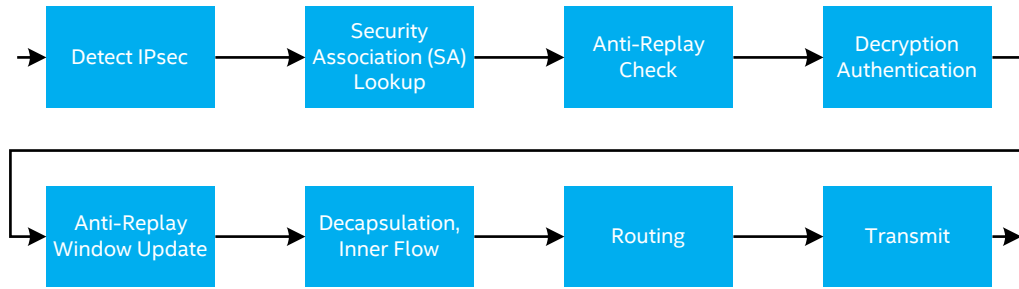 Detect IPsec
Security
Association (SA)
Lookup
Anti-Replay
Check
Decryption
Authentication
Anti-Replay
Window Update
Decapsulation,
Inner Flow
Routing
Transmit